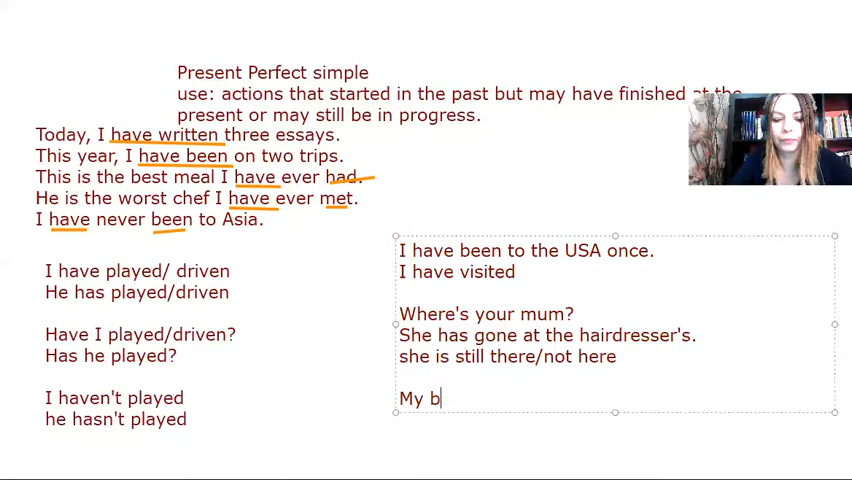 Present Perfect simple
use: actions that started in the past but may have finished at the
present or may still be in progress.
Today, I have written three essays.
This year, I have been on two trips.
This is the best meal I have ever had.
He is the worst chef I have ever met.
I have never been to Asia.
I have played/ driven
He has played/driven
Have I played/driven?
Has he played?
I haven't played
he hasn't played
I have been to the USA once.
I have visited
Where's your mum?
She has gone at the hairdresser's.
she is still there/not here
My b